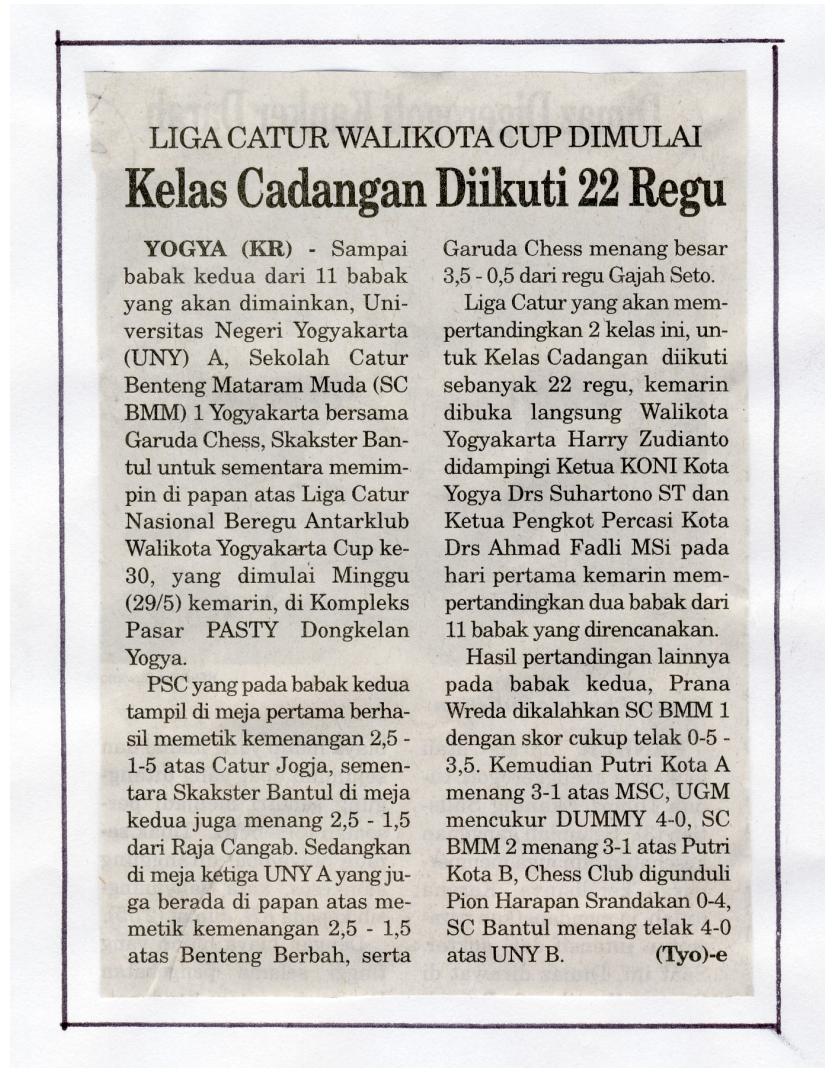 LIGA CATUR WALIKOTA CUP DIMULAI
Kelas Cadangan Diikuti 22 Regu
YOGYA (KR) - Sampai
babak kedua dari 11 babak
yang akan dimainkan, Uni-
versitas Negeri Yogyakarta
(UNY) A, Sekolah Catur
Benteng Mataram Muda (SC
BMM) 1 Yogyakarta bersama
Garuda Chess, Skakster Ban-
tul untuk sementara memim-
pin di papan atas Liga Catur
Nasional Beregu Antarklub
Walikota Yogyakarta Cup ke-
30, yang dimulai Minggu
(29/5) kemarin, di Kompleks
Pasar PASTY Dongkelan
Yogya.
PSC yang pada babak kedua
tampil di meja pertama berha-
sil memetik kemenangan 2,5 -
1-5 atas Catur Jogja, semen-
tara Skakster Bantul di meja
kedua juga menang 2,5 - 1,5
dari Raja Cangab. Sedangkan
di meja ketiga UNY A yang ju-
ga berada di papan atas me-
metik kemenangan 2,5 - 1,5
atas Benteng Berbah, serta
Garuda Chess menang besar
3,5 - 0,5 dari regu Gajah Seto.
Liga Catur yang akan mem-
pertandingkan 2 kelas ini, un-
tuk Kelas Cadangan diikuti
sebanyak 22 regu, kemarin
dibuka langsung Walikota
Yogyakarta Harry Zudianto
didampingi Ketua KONI Kota
Yogya Drs Suhartono ST dan
Ketua Pengkot Percasi Kota
Drs Ahmad Fadli MSi pada
hari pertama kemarin mem-
pertandingkan dua babak dari
11 babak yang direncanakan.
Hasil pertandingan lainnya
pada babak kedua, Prana
Wreda dikalahkan SC BMM 1
dengan skor cukup telak 0-5 -
3,5. Kemudian Putri Kota A
menang 3-1 atas MSC, UGM
mencukur DUMMY 4-0, SC
BMM 2 menang 3-1 atas Putri
Kota B, Chess Club digunduli
Pion Harapan Srandakan 0-4,
SC Bantul menang telak 4-0
atas UNY B. (Tyo)-e